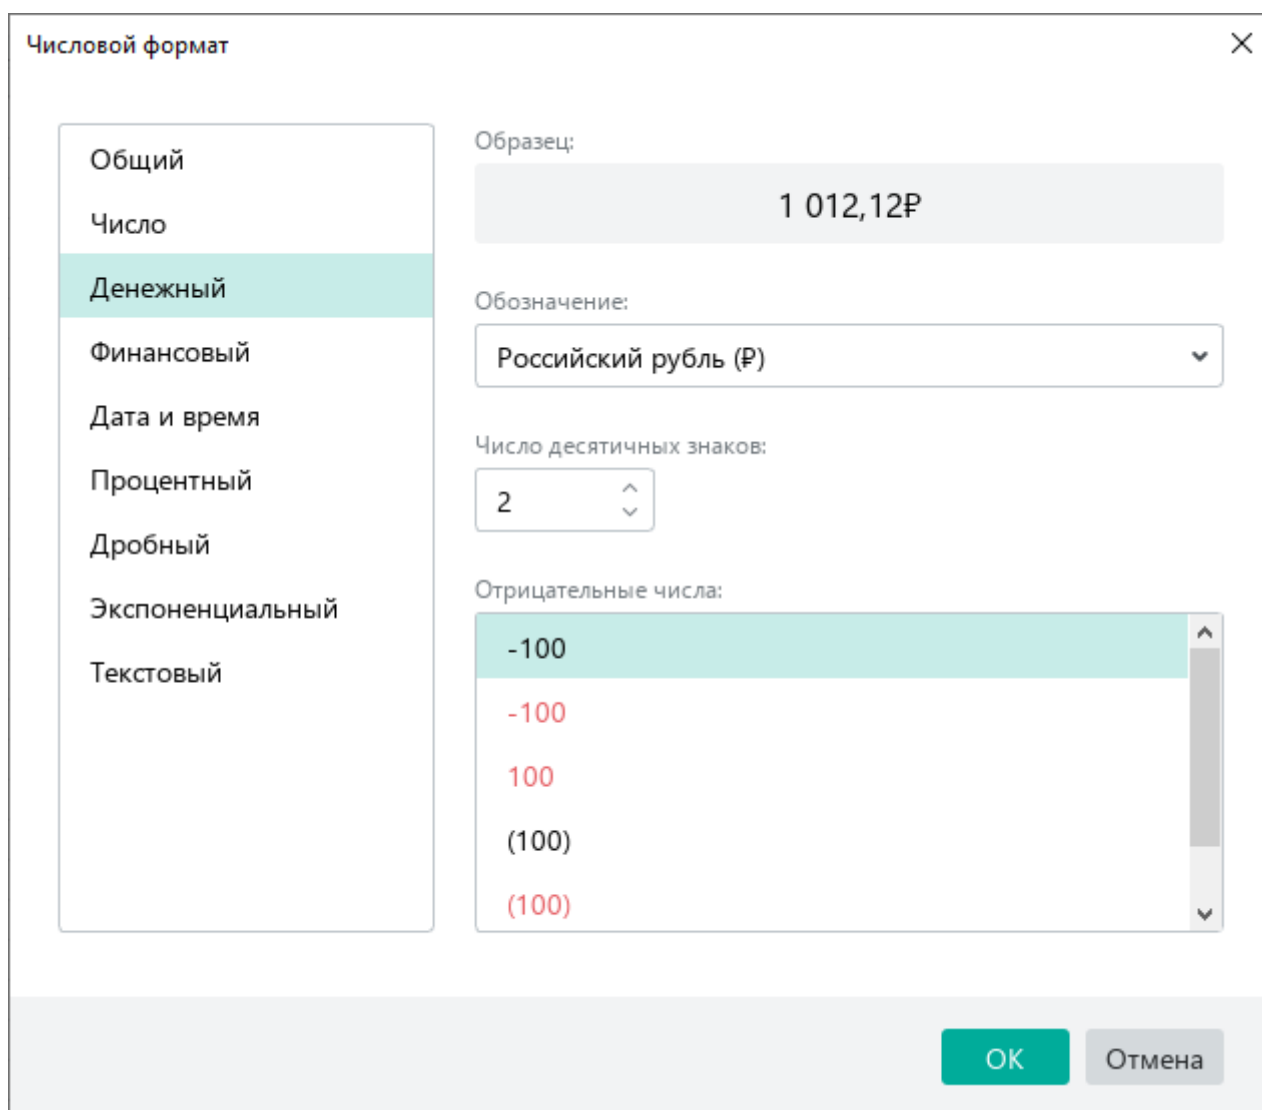 Числовой формат
Общий
Число
Денежный
Финансовый
Дата и время
Процентный
Дробный
Экспоненциальный
Текстовый
Образец:
1 012,12₽
Обозначение:
Российский рубль (₽)
Число десятичных знаков:
2
Отрицательные числа:
-100
-100
100
(100)
(100)
ОК
Отмена